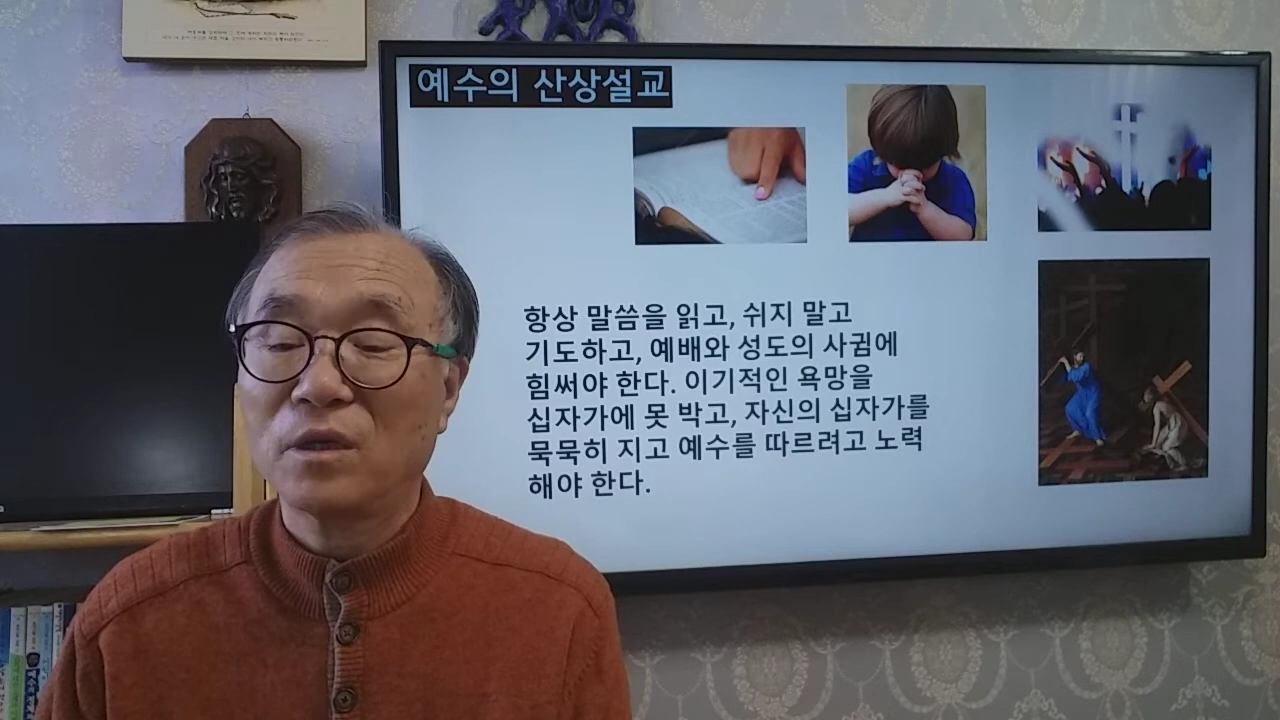 예수의 산상설교
항상 말씀을 읽고, 쉬지 말고
기도하고, 예배와 성도의 사귐에
힘써야 한다. 이기적인 욕망을
십자가에 못 박고, 자신의 십자가를
묵묵히 지고 예수를 따르려고 노력
해야 한다.